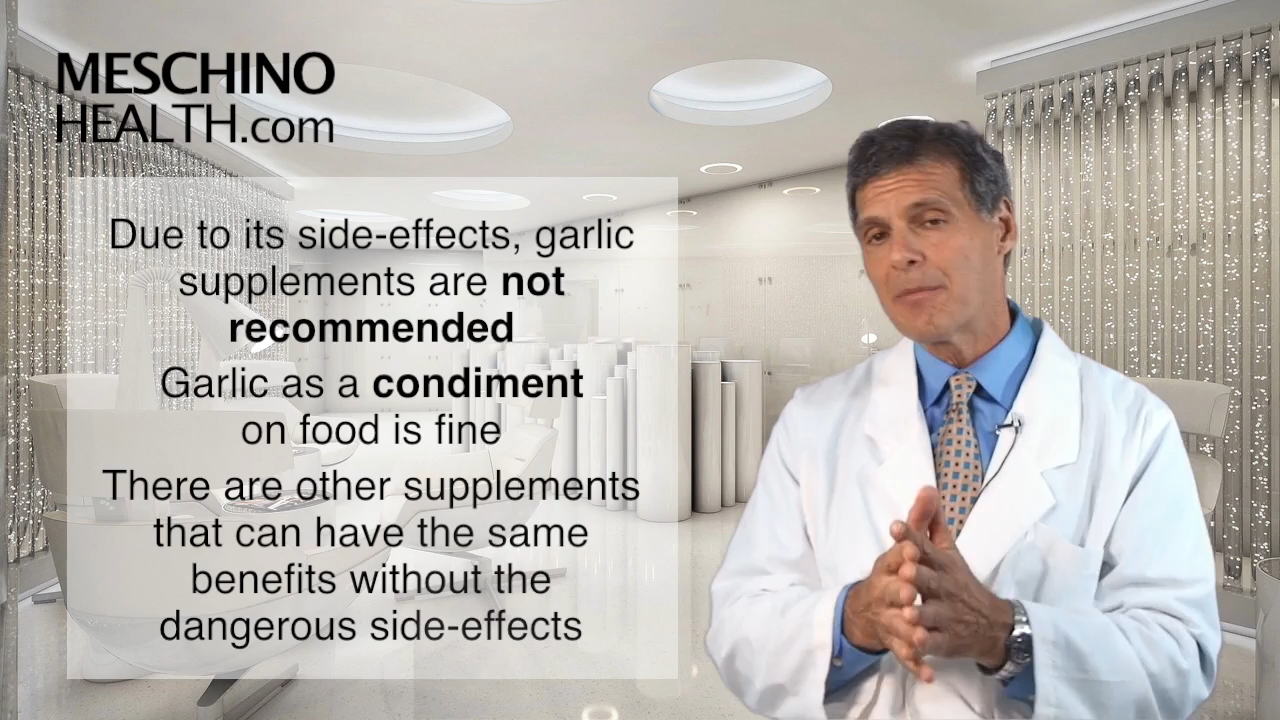 MESCHINO
HEALTH.com
Due to its side-effects, garlic
supplements are not
recommended
Garlic as a condiment
on food is fine
There are other supplements
that can have the same
benefits without the
dangerous side-effects